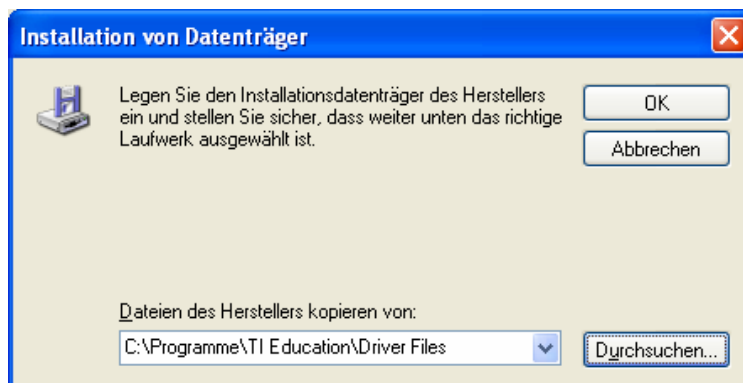 Installation von Datenträger
Legen Sie den Installationsdatenträger des Herstellers
ein und stellen Sie sicher, dass weiter unten das richtige
Laufwerk ausgewählt ist.
OK
Abbrechen
Dateien des Herstellers kopieren von:
C:\Programme\TI Education\Driver Files
Durchsuchen...